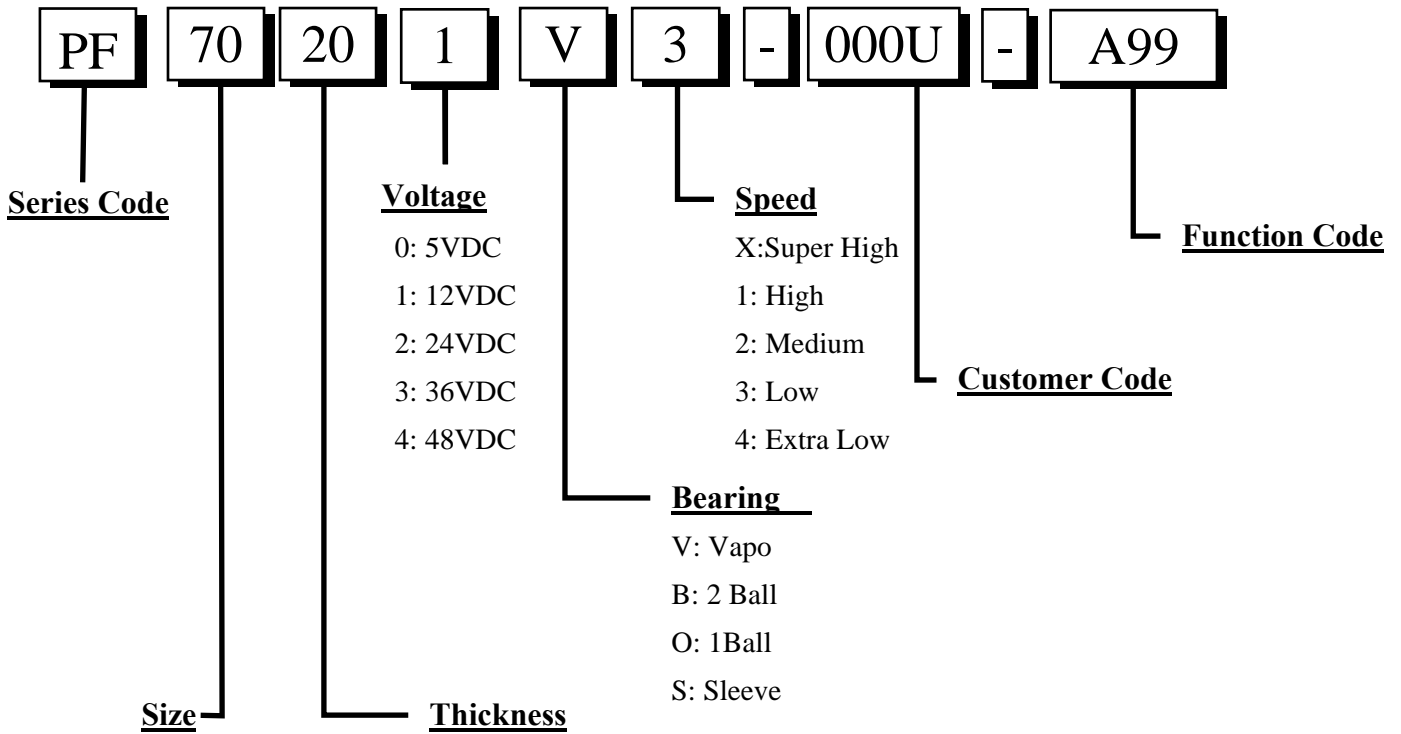 PF 70 20 1 V 3 - 000U - A99
Series Code
Voltage
0: 5VDC
1: 12VDC
2: 24VDC
3: 36VDC
4: 48VDC
Speed
X:Super High
1: High
2: Medium
3: Low
4: Extra Low
Function Code
Customer Code
Bearing
V: Vapo
B: 2 Ball
O: 1Ball
S: Sleeve
Size
Thickness